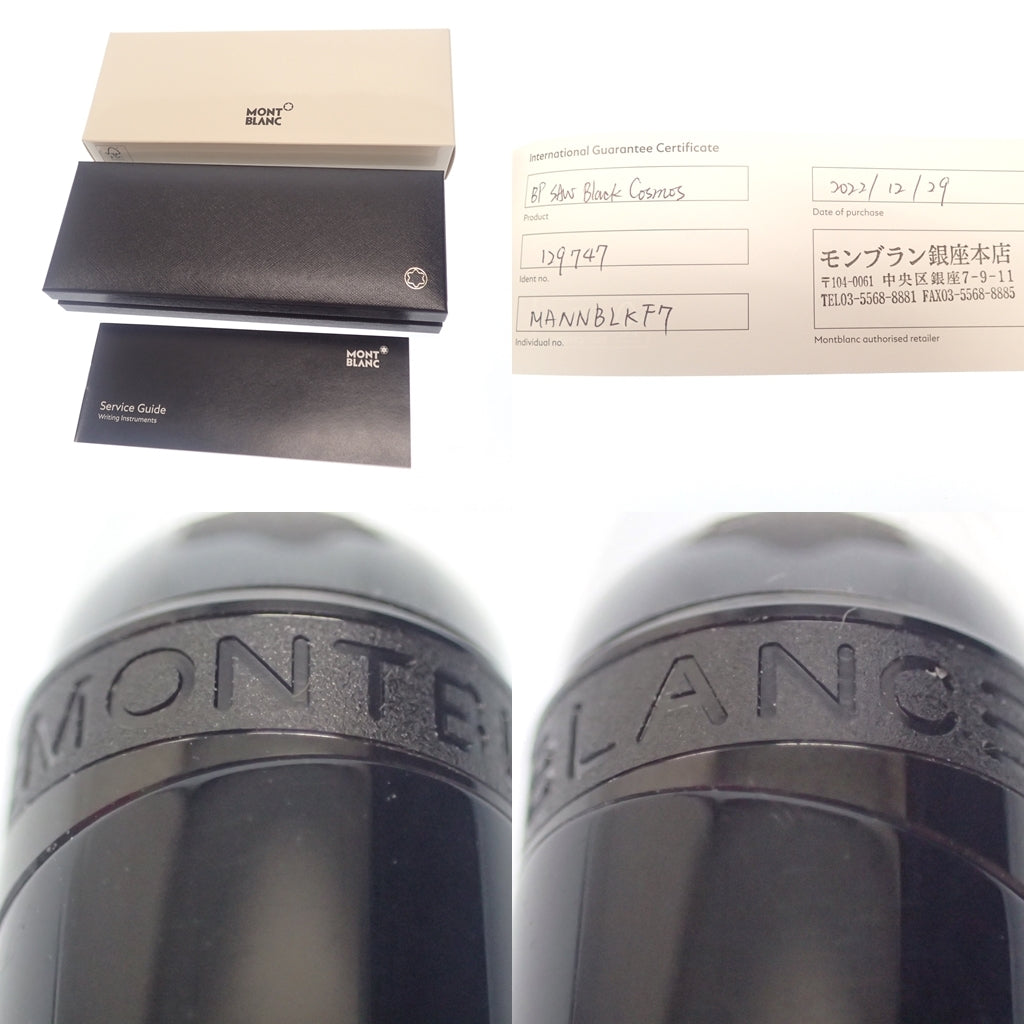 MONT
BLANC
MONT
BLANC
Service Guide
Writing Instruments
International Guarantee Certificate
BP SAW Black Cosmos
Product
129747
Ident no.
MANNBLKF7
Individual no.
2022/12/29
Date of purchase
モンブラン銀座本店
〒104-0061 中央区銀座7-9-11
TEL03-5568-8881 FAX03-5568-8885
Montblanc authorised retailer
MONTBL
BLANC